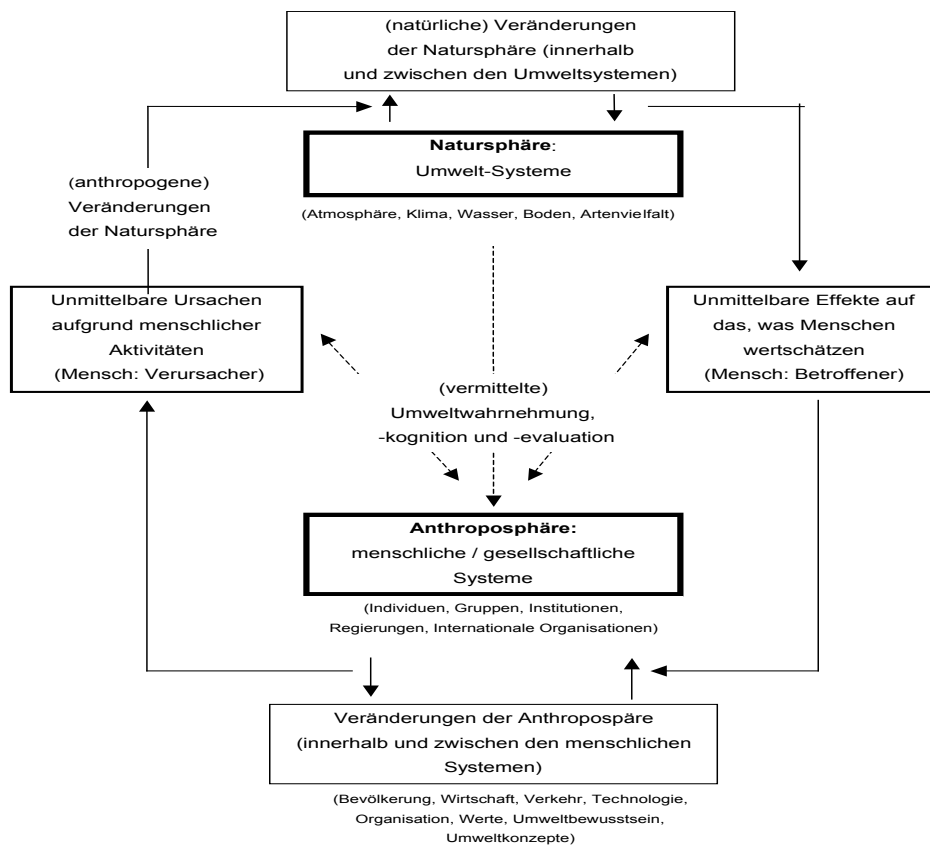 (natürliche) Veränderungen
der Natursphäre (innerhalb
und zwischen den Umweltsystemen)
Natursphäre:
Umwelt-Systeme
(Atmosphäre, Klima, Wasser, Boden, Artenvielfalt)
(anthropogene)
Veränderungen
der Natursphäre
Unmittelbare Ursachen
aufgrund menschlicher
Aktivitäten
(Mensch: Verursacher)
Unmittelbare Effekte auf
das, was Menschen
wertschätzen
(Mensch: Betroffener)
(vermittelte)
Umweltwahrnehmung,
-kognition und -evaluation
Anthroposphäre:
menschliche / gesellschaftliche
Systeme
(Individuen, Gruppen, Institutionen,
Regierungen, Internationale Organisationen)
Veränderungen der Anthropospäre
(innerhalb und zwischen den menschlichen
Systemen)
(Bevölkerung, Wirtschaft, Verkehr, Technologie,
Organisation, Werte, Umweltbewusstsein,
Umweltkonzepte)